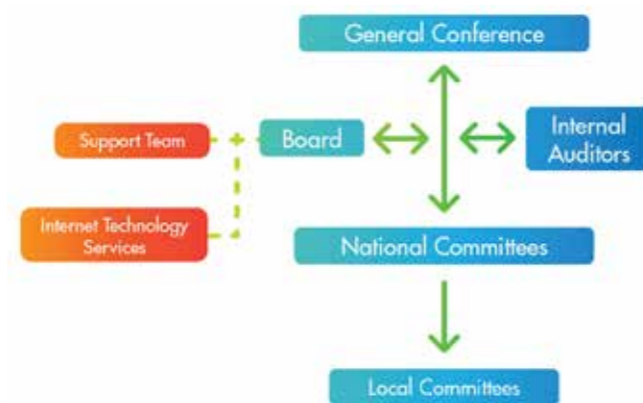 General Conference
Support Team
Board
Internal
Auditors
Internet Technology
Services
National Committees
Local Committees